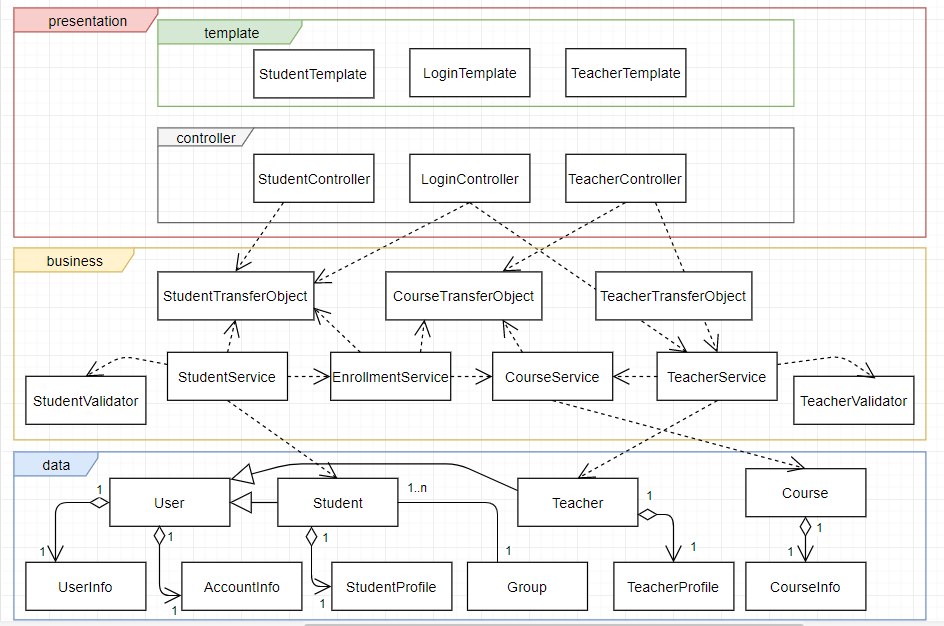 presentation
template
StudentTemplate
LoginTemplate
TeacherTemplate
controller
StudentController
LoginController
TeacherController
business
StudentTransferObject
CourseTransferObject
TeacherTransferObject
StudentService
EnrollmentService
CourseService
TeacherService
StudentValidator
TeacherValidator
data
User
Student
Teacher
Course
1
1..n
1
1
1
1
1
1
1
1
1
1
1
UserInfo
AccountInfo
StudentProfile
Group
TeacherProfile
CourseInfo